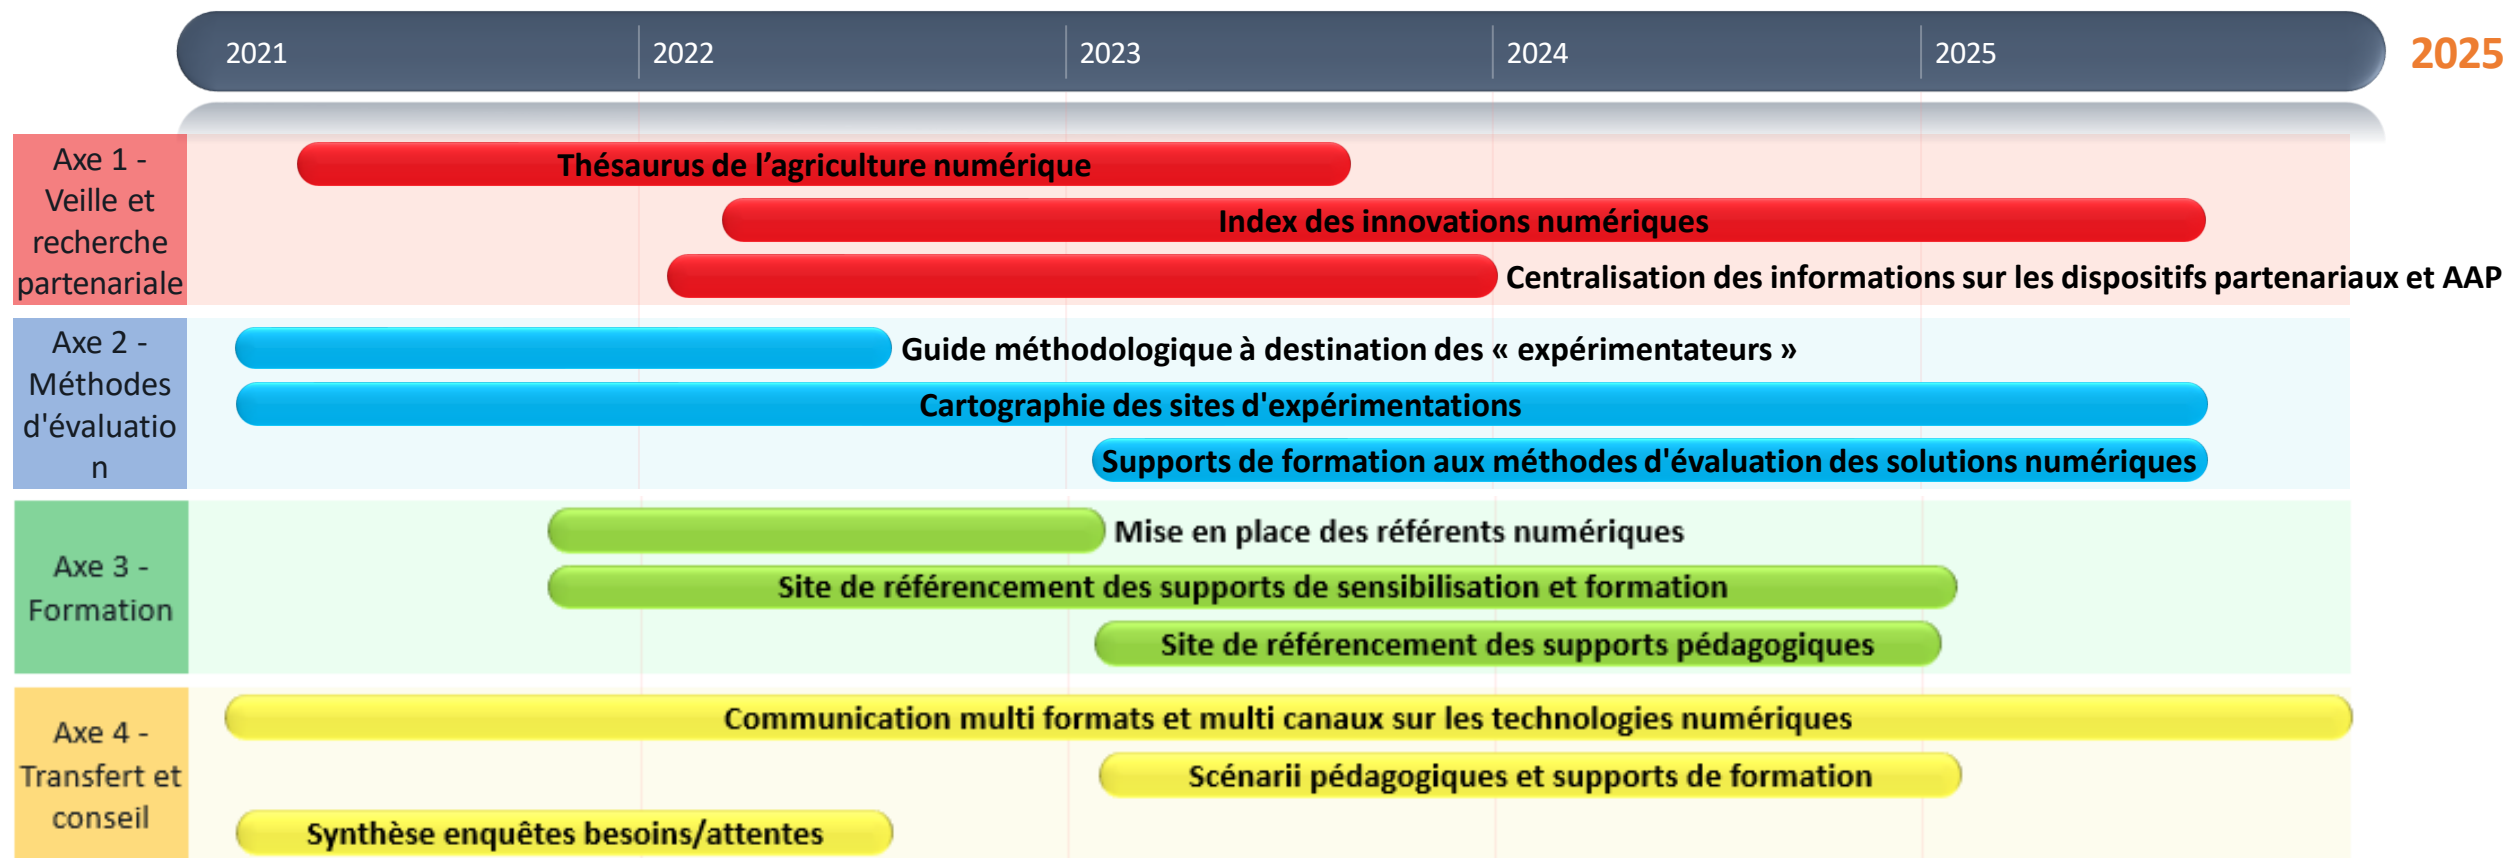 2021 2022 2023 2024 2025 2025
Axe 1 -
Veille et
recherche
partenariale
Thésaurus de l’agriculture numérique
Index des innovations numériques
Centralisation des informations sur les dispositifs partenariaux et AAP
Axe 2 -
Méthodes
d'évaluatio
n
Guide méthodologique à destination des « expérimentateurs »
Cartographie des sites d'expérimentations
Supports de formation aux méthodes d'évaluation des solutions numériques
Axe 3 -
Formation
Mise en place des référents numériques
Site de référencement des supports de sensibilisation et formation
Site de référencement des supports pédagogiques
Axe 4 -
Transfert et
conseil
Communication multi formats et multi canaux sur les technologies numériques
Scénarii pédagogiques et supports de formation
Synthèse enquêtes besoins/attentes